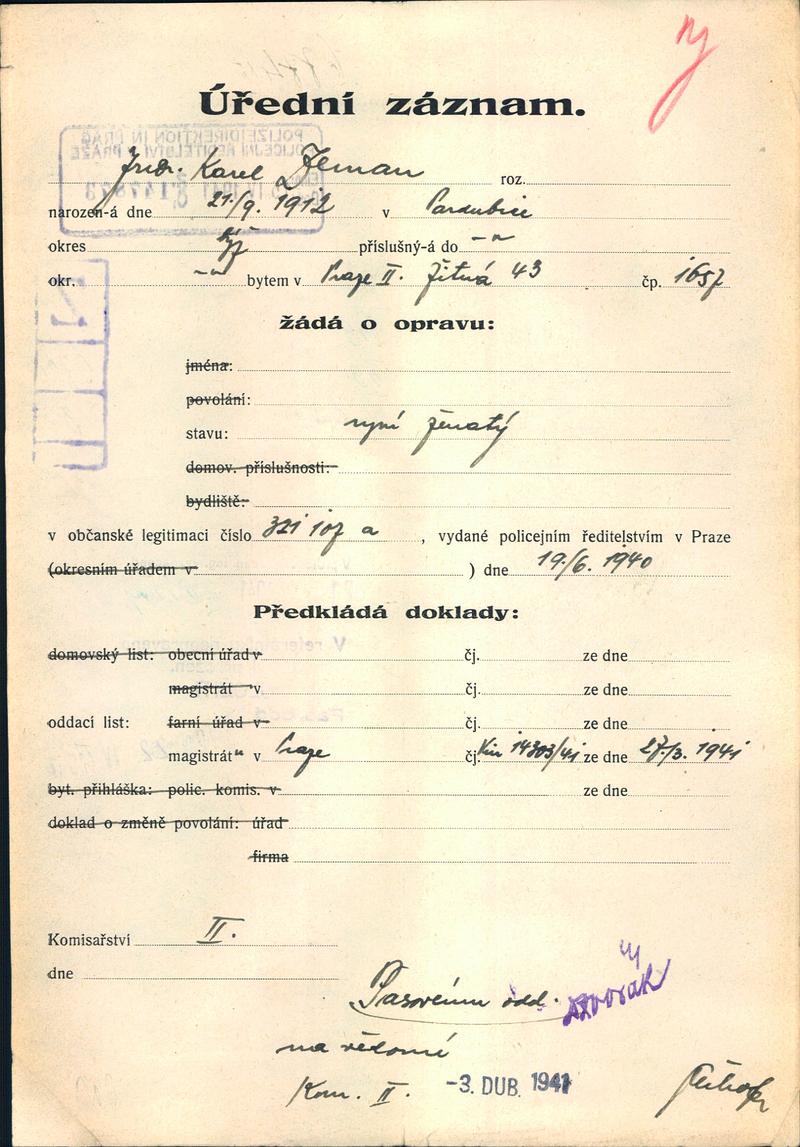 Úřední záznam.
Judr. Karel Zeman roz.
narozen-á dne 21./9. 1912 v Pardubice
okres týž příslušný-á do -"-
okr. -"- bytem v Praze II. Žitná 43 čp. 1657
žádá o opravu:
jména:
povolání:
stavu: nyní ženatý
domov. příslušnosti:
bydliště:
v občanské legitimaci číslo 321 107 a , vydané policejním ředitelstvím v Praze
(okresním úřadem v ) dne 19./6. 1940
Předkládá doklady:
domovský list: obecní úřad v čj. ze dne
magistrát v čj. ze dne
oddací list: farní úřad v čj. ze dne
magistrát v Praze čj. 14303/41 ze dne 27./3. 1941
byt. přihláška: polic. komis. v ze dne
doklad o změně povolání: úřad
firma
Komisařství II.
dne
Pasovému odd. Dvořák
na vědomí
Kom. II. -3. DUB. 1941